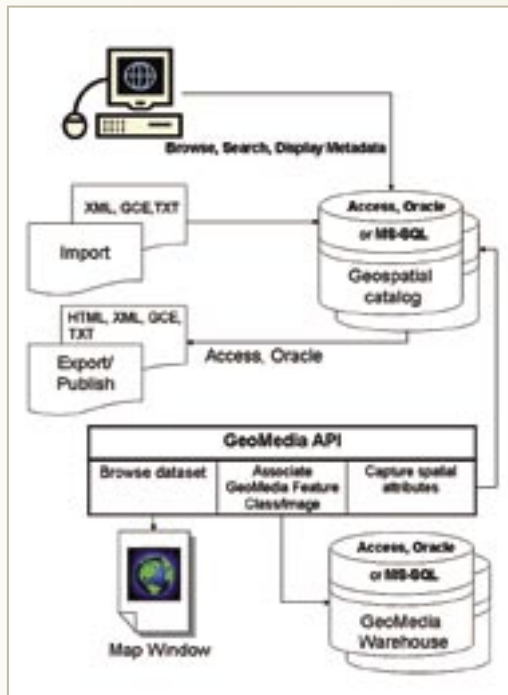 Browse, Search, Display Metadata
XML, GCE,TXT
Import
Access, Oracle
or MS-SQL
Geospatial
catalog
HTML, XML, GCE,
TXT
Export/
Publish
Access, Oracle
GeoMedia API
Browse dataset
Associate
GeoMedia Feature
Class/Image
Capture spatial
attributes
Map Window
Access, Oracle
or MS-SQL
GeoMedia
Warehouse